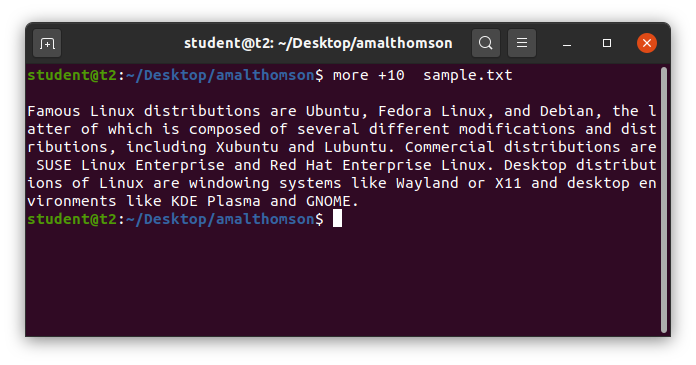 student@t2: ~/Desktop/amalthomson
student@t2:~/Desktop/amalthomson$ more +10  sample.txt

Famous Linux distributions are Ubuntu, Fedora Linux, and Debian, the l
atter of which is composed of several different modifications and dist
ributions, including Xubuntu and Lubuntu. Commercial distributions are
 SUSE Linux Enterprise and Red Hat Enterprise Linux. Desktop distribut
ions of Linux are windowing systems like Wayland or X11 and desktop en
vironments like KDE Plasma and GNOME.
student@t2:~/Desktop/amalthomson$